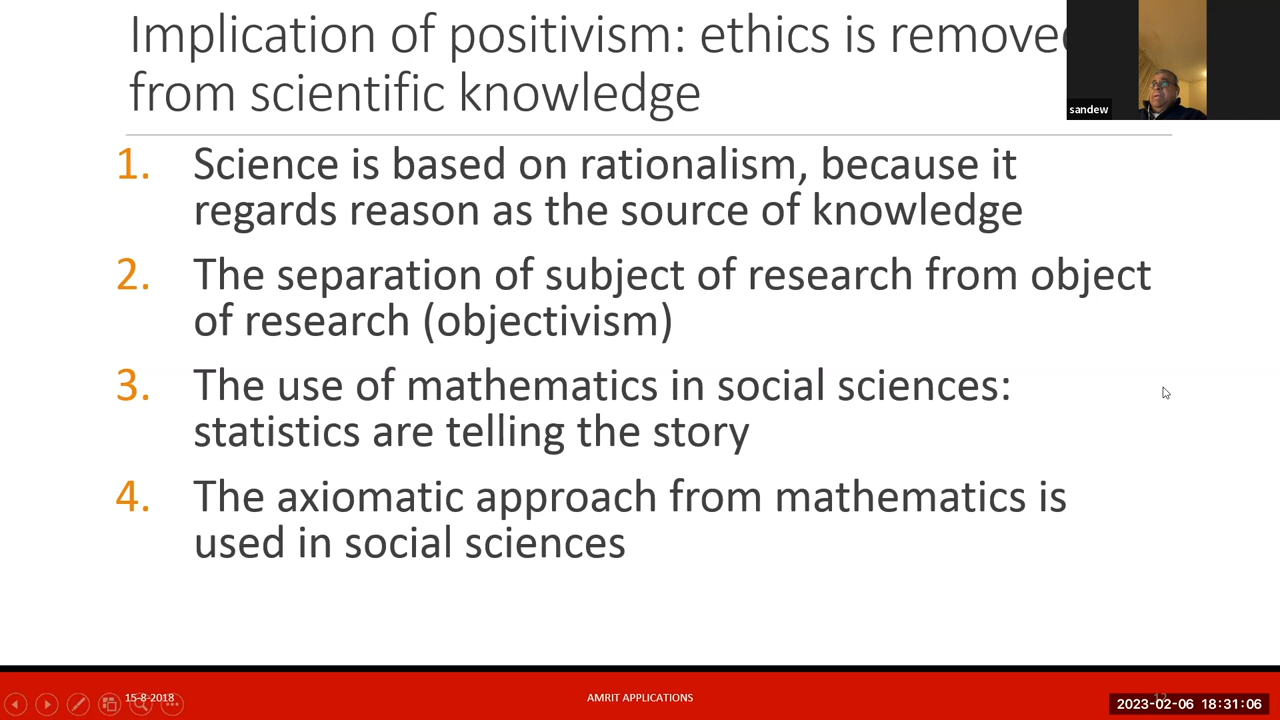 Implication of positivism: ethics is removed
from scientific knowledge
sandew
1. Science is based on rationalism, because it
regards reason as the source of knowledge
2. The separation of subject of research from object
of research (objectivism)
3. The use of mathematics in social sciences:
statistics are telling the story
4. The axiomatic approach from mathematics is
used in social sciences
15-8-2018
AMRIT APPLICATIONS
2023-02-06 18:31:06